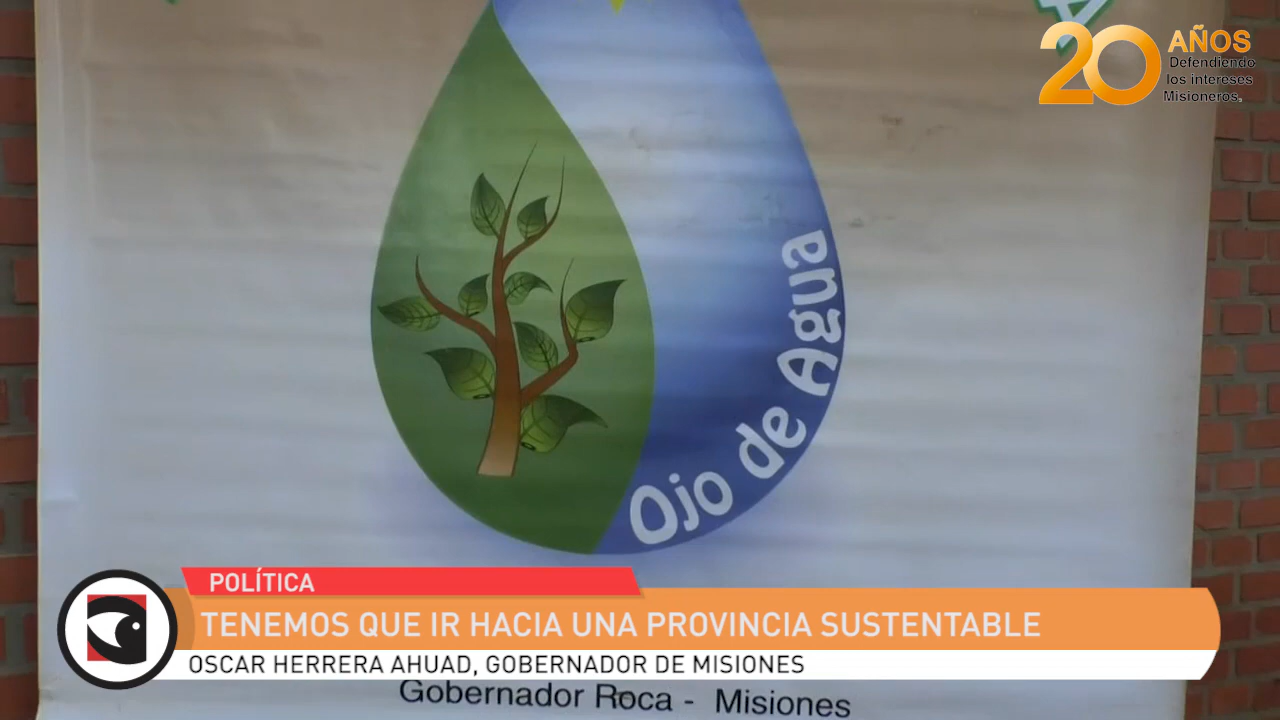 20 AÑOS
Defendiendo
los intereses
Misioneros.
Ojo de Agua
POLÍTICA
TENEMOS QUE IR HACIA UNA PROVINCIA SUSTENTABLE
OSCAR HERRERA AHUAD, GOBERNADOR DE MISIONES
Gobernador Roca - Misiones